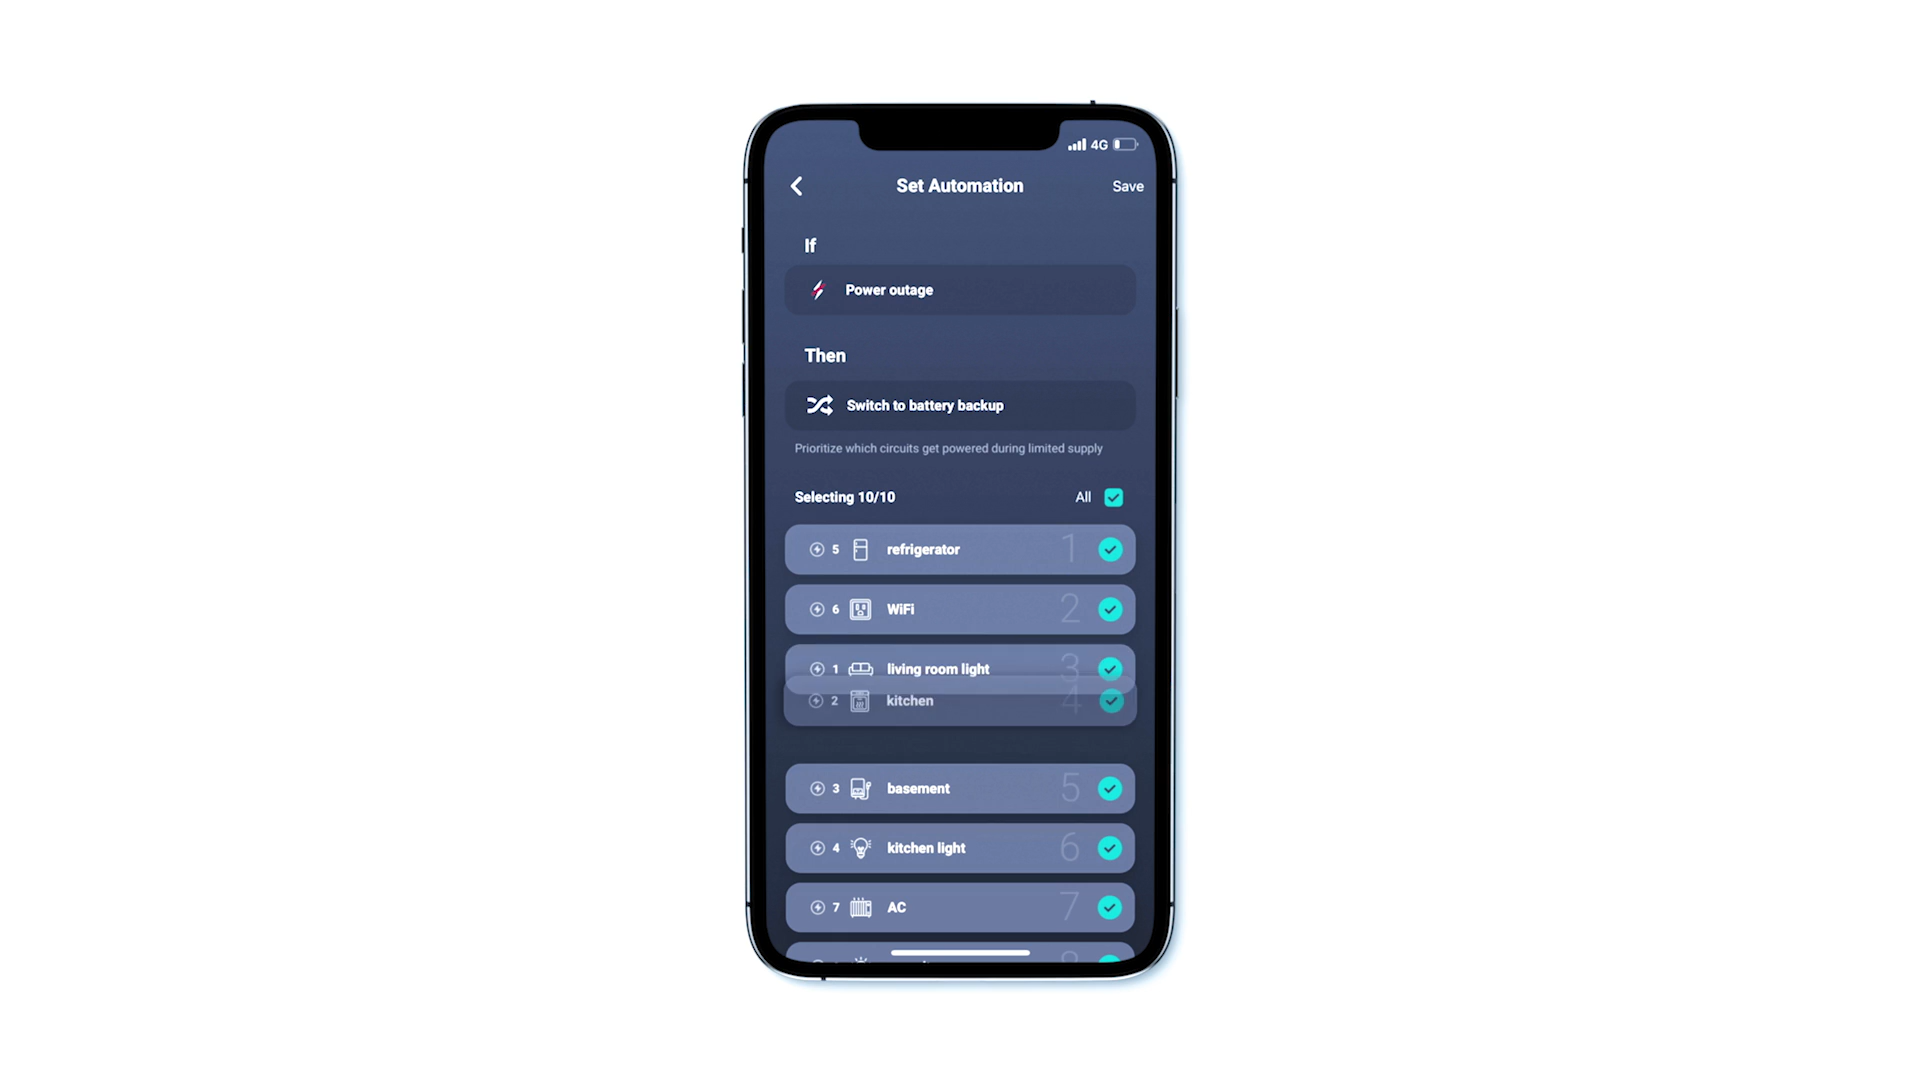 4G
Set Automation
Save
If
Power outage
Then
Switch to battery backup
Prioritize which circuits get powered during limited supply
Selecting 10/10
All
5 refrigerator 1
6 WiFi 2
1 living room light 3
2 kitchen 4
3 basement 5
4 kitchen light 6
7 AC 7
8